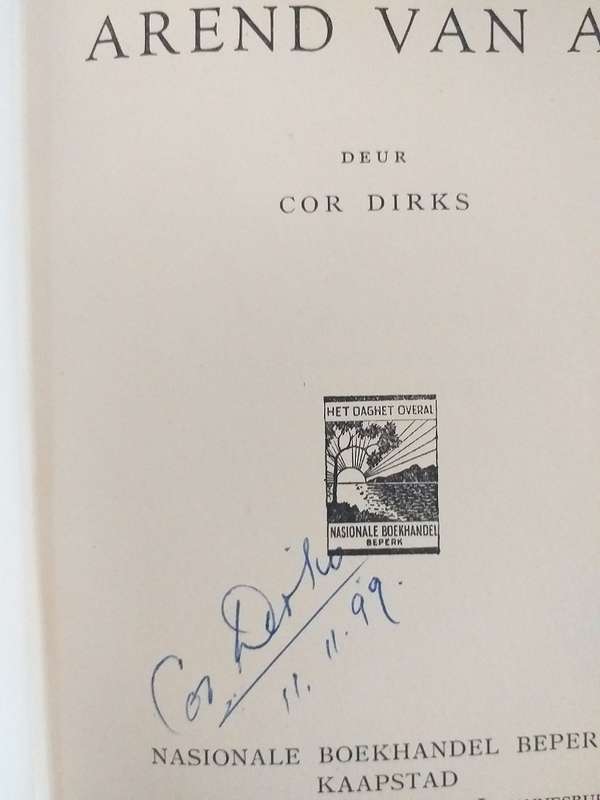 AREND VAN A
DEUR
COR DIRKS
HET DAGHET OVERAL
NASIONALE BOEKHANDEL
BEPERK
Cor Dirks
11.11.99.
NASIONALE BOEKHANDEL BEPER
KAAPSTAD